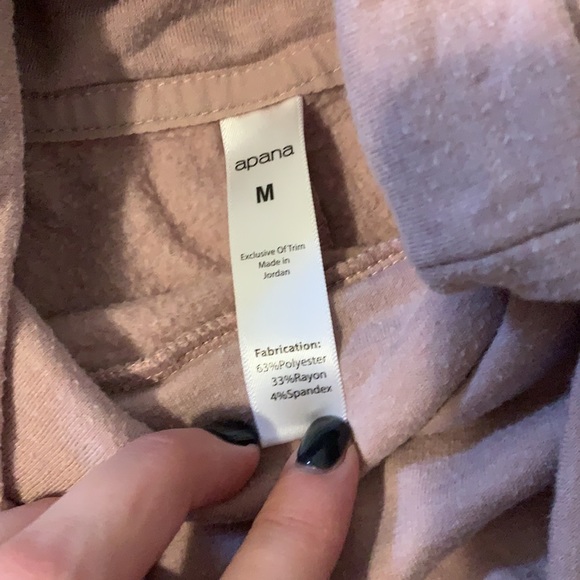 apana
M
Exclusive Of Trim
Made in
Jordan
Fabrication:
63%Polyester
33%Rayon
4%Spandex